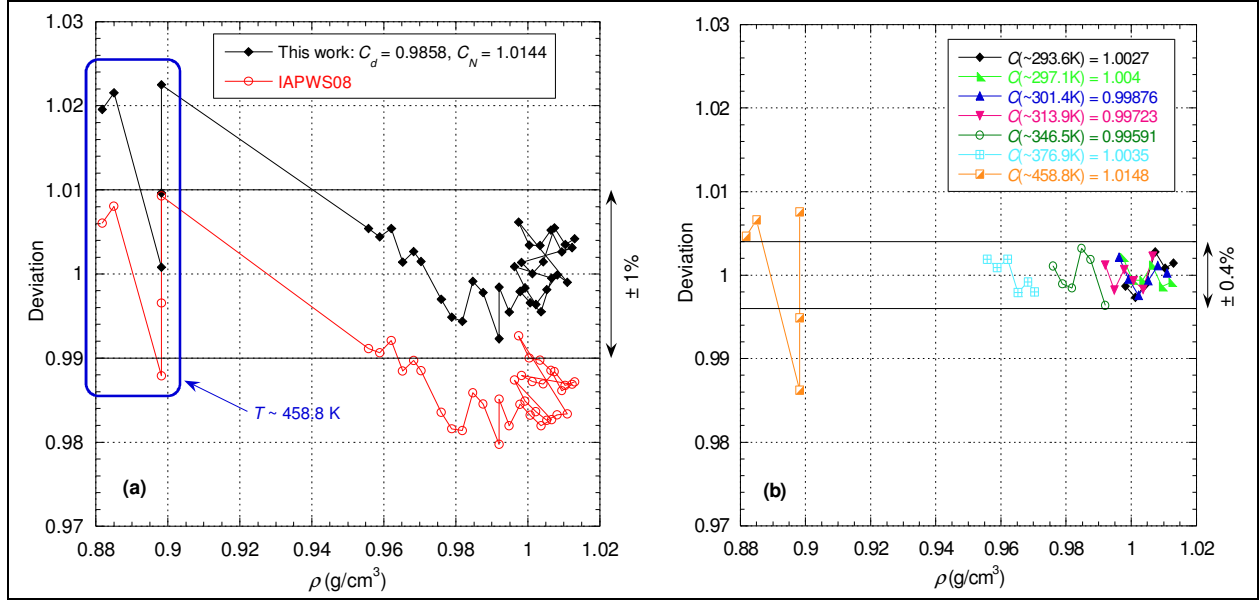 1.03
1.02
1.01
1
0.99
0.98
0.97
Deviation
This work: C_d = 0.9858, C_N = 1.0144
IAPWS08
± 1%
T ~ 458.8 K
(a)
0.88 0.9 0.92 0.94 0.96 0.98 1 1.02
ρ (g/cm³)
1.03
1.02
1.01
1
0.99
0.98
0.97
Deviation
C(~293.6K) = 1.0027
C(~297.1K) = 1.004
C(~301.4K) = 0.99876
C(~313.9K) = 0.99723
C(~346.5K) = 0.99591
C(~376.9K) = 1.0035
C(~458.8K) = 1.0148
± 0.4%
(b)
0.88 0.9 0.92 0.94 0.96 0.98 1 1.02
ρ (g/cm³)